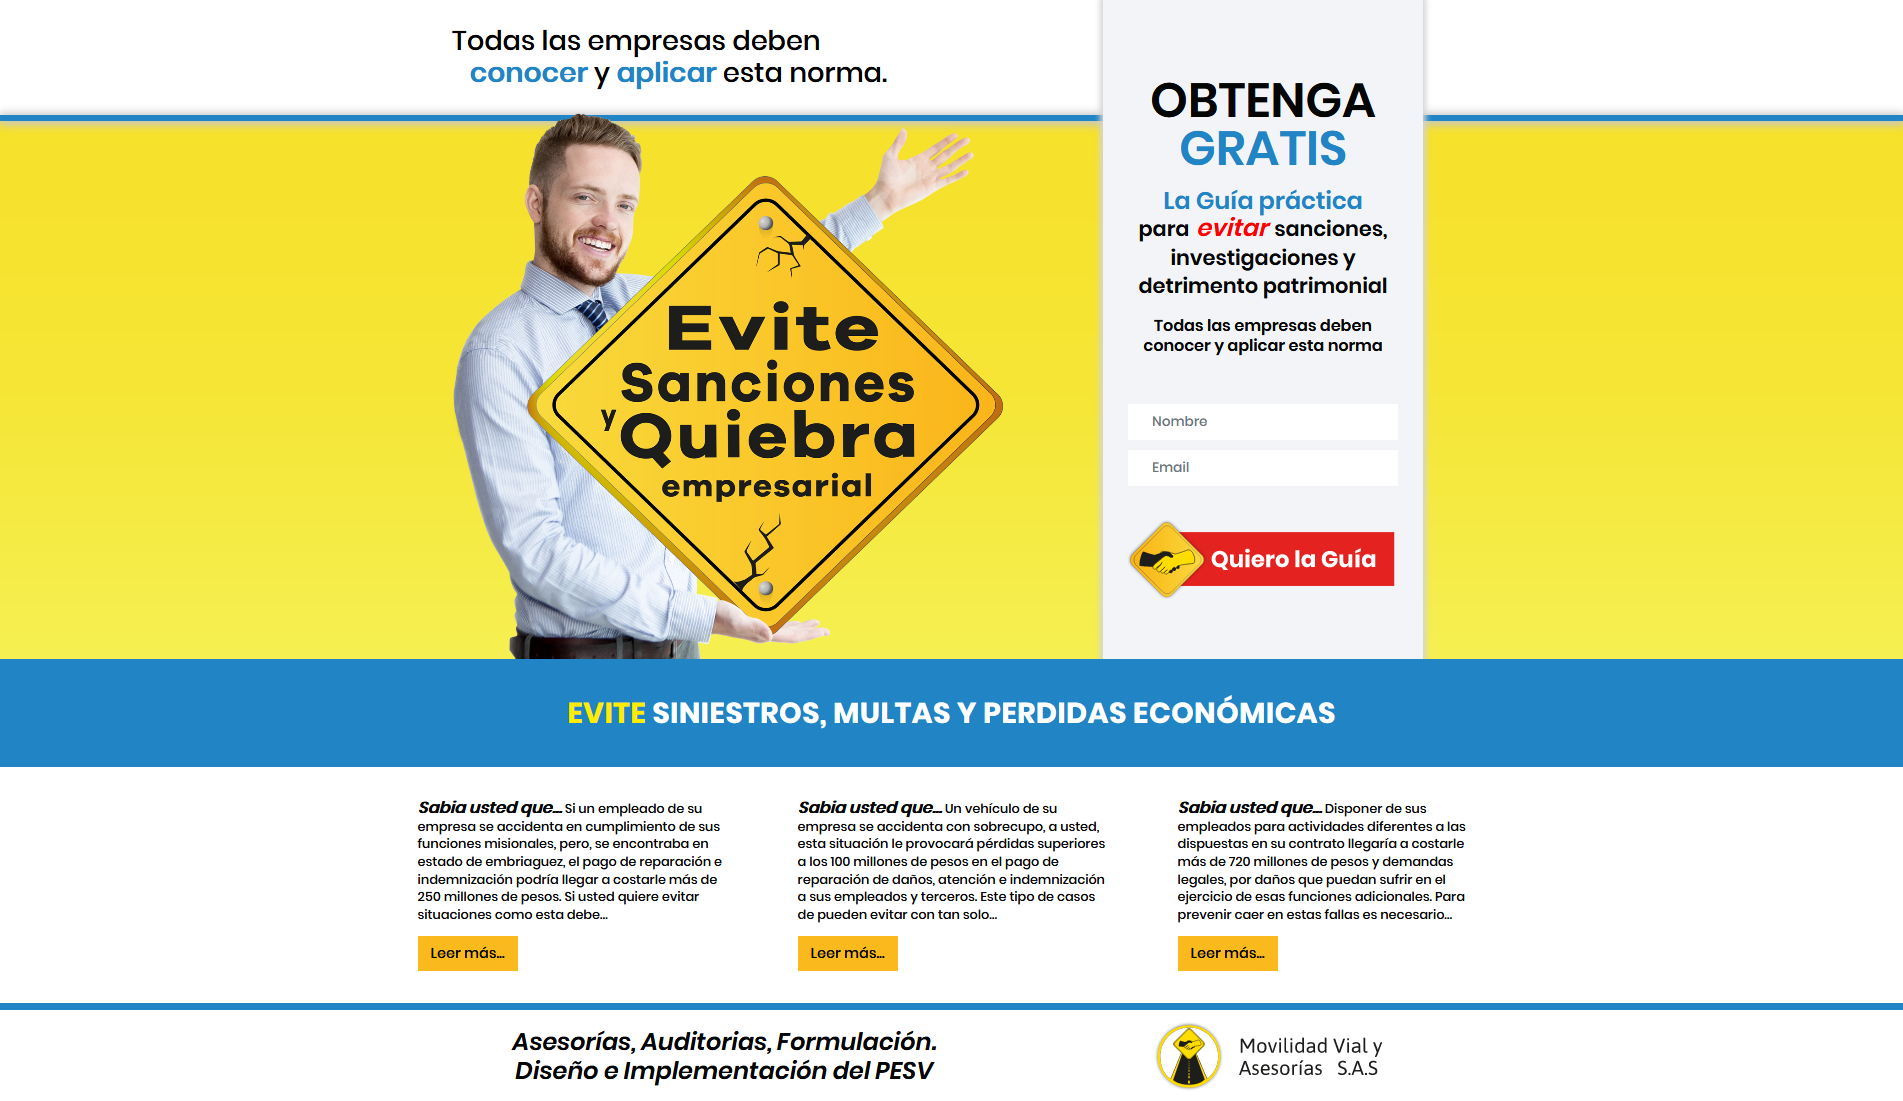 Todas las empresas deben
conocer y aplicar esta norma.
Evite
Sanciones
y Quiebra
empresarial
OBTENGA
GRATIS
La Guía práctica
para evitar sanciones,
investigaciones y
detrimento patrimonial
Todas las empresas deben
conocer y aplicar esta norma
Nombre
Email
Quiero la Guía
EVITE SINIESTROS, MULTAS Y PERDIDAS ECONÓMICAS
Sabia usted que... Si un empleado de su
empresa se accidenta en cumplimiento de sus
funciones misionales, pero, se encontraba en
estado de embriaguez, el pago de reparación e
indemnización podría llegar a costarle más de
250 millones de pesos. Si usted quiere evitar
situaciones como esta debe...
Leer más...
Sabia usted que... Un vehículo de su
empresa se accidenta con sobrecupo, a usted,
esta situación le provocará pérdidas superiores
a los 100 millones de pesos en el pago de
reparación de daños, atención e indemnización
a sus empleados y terceros. Este tipo de casos
de pueden evitar con tan solo...
Leer más...
Sabia usted que... Disponer de sus
empleados para actividades diferentes a las
dispuestas en su contrato llegaría a costarle
más de 720 millones de pesos y demandas
legales, por daños que puedan sufrir en el
ejercicio de esas funciones adicionales. Para
prevenir caer en estas fallas es necesario...
Leer más...
Asesorías, Auditorias, Formulación.
Diseño e Implementación del PESV
Movilidad Vial y
Asesorías S.A.S